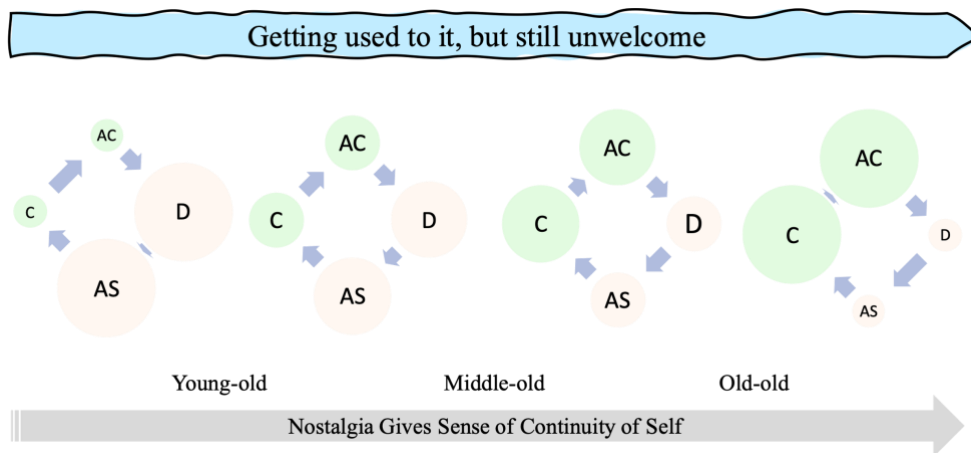 Getting used to it, but still unwelcome
AC
D
AS
C
AC
D
AS
C
AC
D
AS
C
AC
D
AS
C
Young-old
Middle-old
Old-old
Nostalgia Gives Sense of Continuity of Self